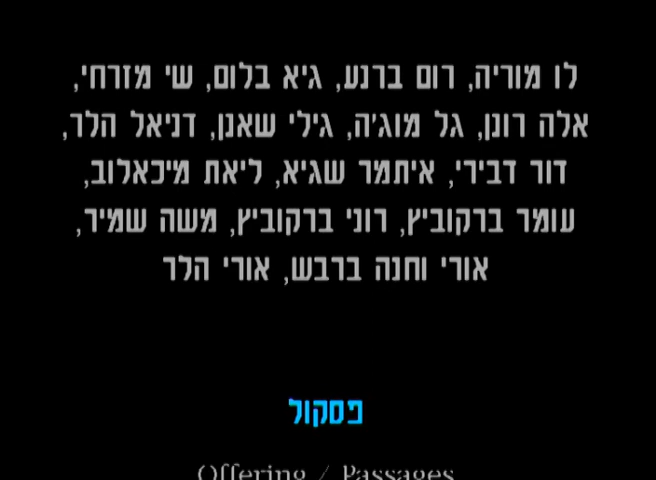 לו מוריה, רום ברנע, גיא בלום, שי מזרחי,
אלה רונן, גל מוג'ה, גילי שאנן, דניאל הלר,
דור דבירי, איתמר שגיא, ליאת מיכאלוב,
עומר ברקוביץ, רוני ברקוביץ, משה שמיר,
אורי וחנה ברבש, אורי הלר
פסקול
Offering / Passages